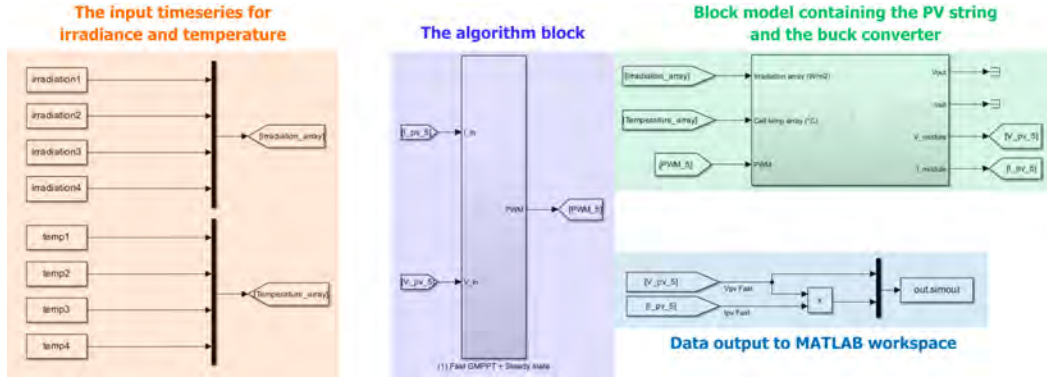 The input timeseries for
irradiance and temperature
irradiation1
irradiation2
irradiation3
irradiation4
[Irradiation_array]
temp1
temp2
temp3
temp4
[Temperature_array]
The algorithm block
[I_pv_5]
I_in
PWM
[PWM_5]
[V_pv_5]
V_in
(1) Fast GMPPT + Steady state
Block model containing the PV string
and the buck converter
[Irradiation_array]
Irradiation array (W/m2)
[Temperature_array]
Cell temp array (°C)
[PWM_5]
PWM
Vout
Iout
V_module
[V_pv_5]
I_module
[I_pv_5]
[V_pv_5]
Vpv Fast
[I_pv_5]
Ipv Fast
x
out.simout
Data output to MATLAB workspace